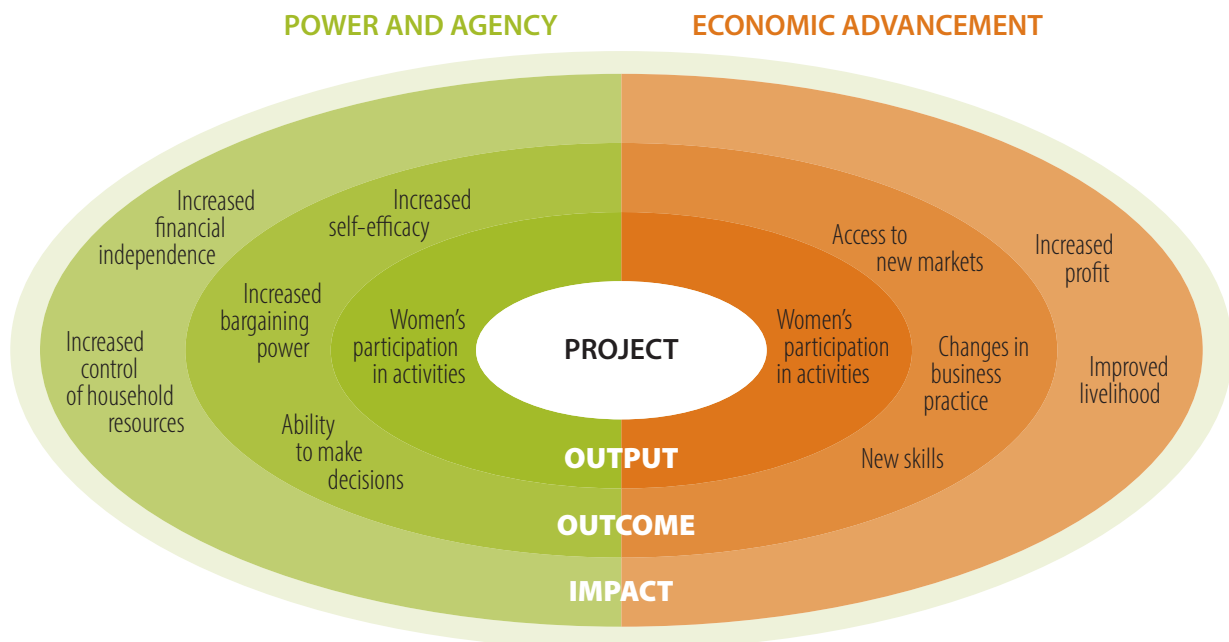 POWER AND AGENCY
ECONOMIC ADVANCEMENT
Increased
financial
independence
Increased
control
of household
resources
Increased
self-efficacy
Increased
bargaining
power
Ability
to make
decisions
Women's
participation
in activities
PROJECT
Women's
participation
in activities
Access to
new markets
Changes in
business
practice
New skills
Increased
profit
Improved
livelihood
OUTPUT
OUTCOME
IMPACT